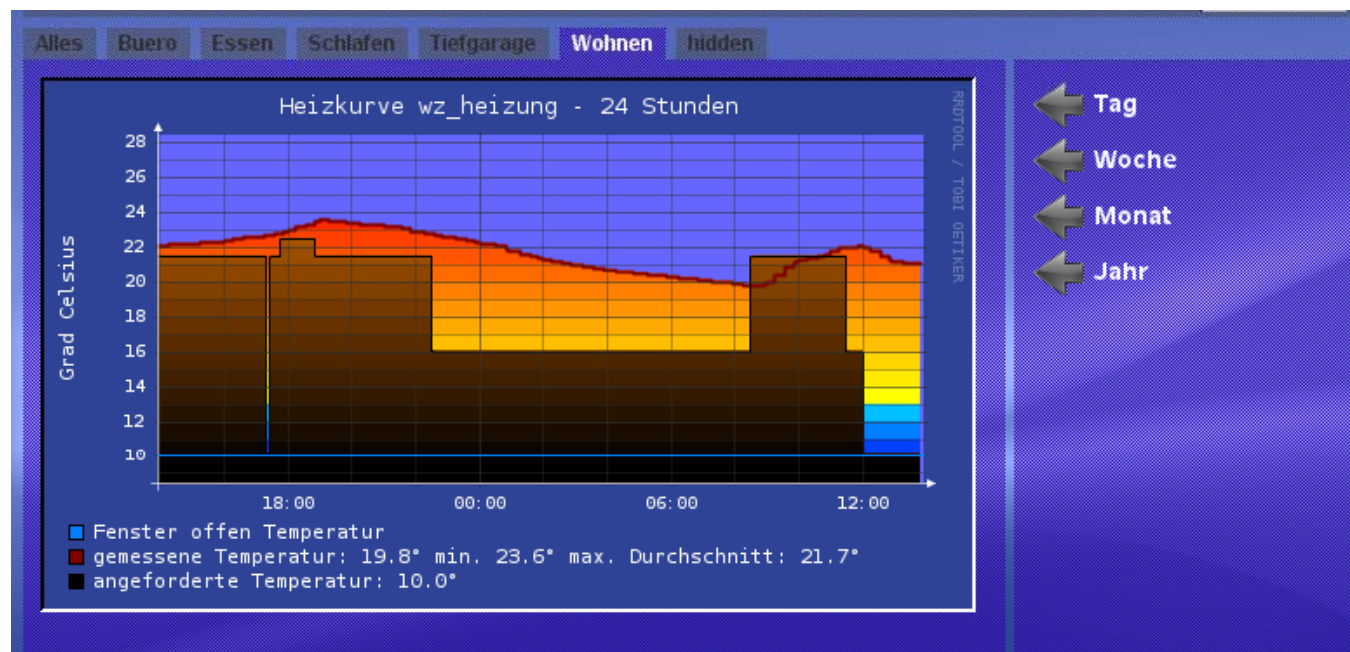 Alles Buero Essen Schlafen Tiefgarage Wohnen hidden
Heizkurve wz_heizung - 24 Stunden
RRDTOOL / TOBI OETIKER
Grad Celsius
28
26
24
22
20
18
16
14
12
10
18:00 00:00 06:00 12:00
Fenster offen Temperatur
gemessene Temperatur: 19.8° min. 23.6° max. Durchschnitt: 21.7°
angeforderte Temperatur: 10.0°
Tag
Woche
Monat
Jahr